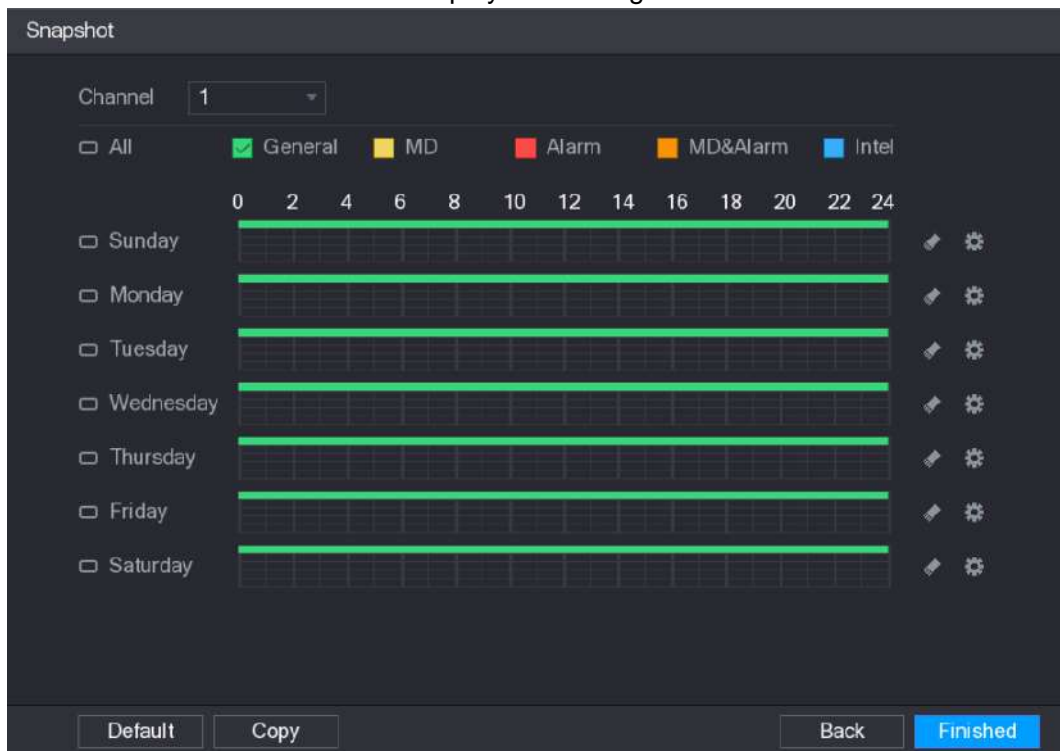 Snapshot
Channel 1
All General MD Alarm MD&Alarm Intel
0 2 4 6 8 10 12 14 16 18 20 22 24
Sunday
Monday
Tuesday
Wednesday
Thursday
Friday
Saturday
Default Copy Back Finished